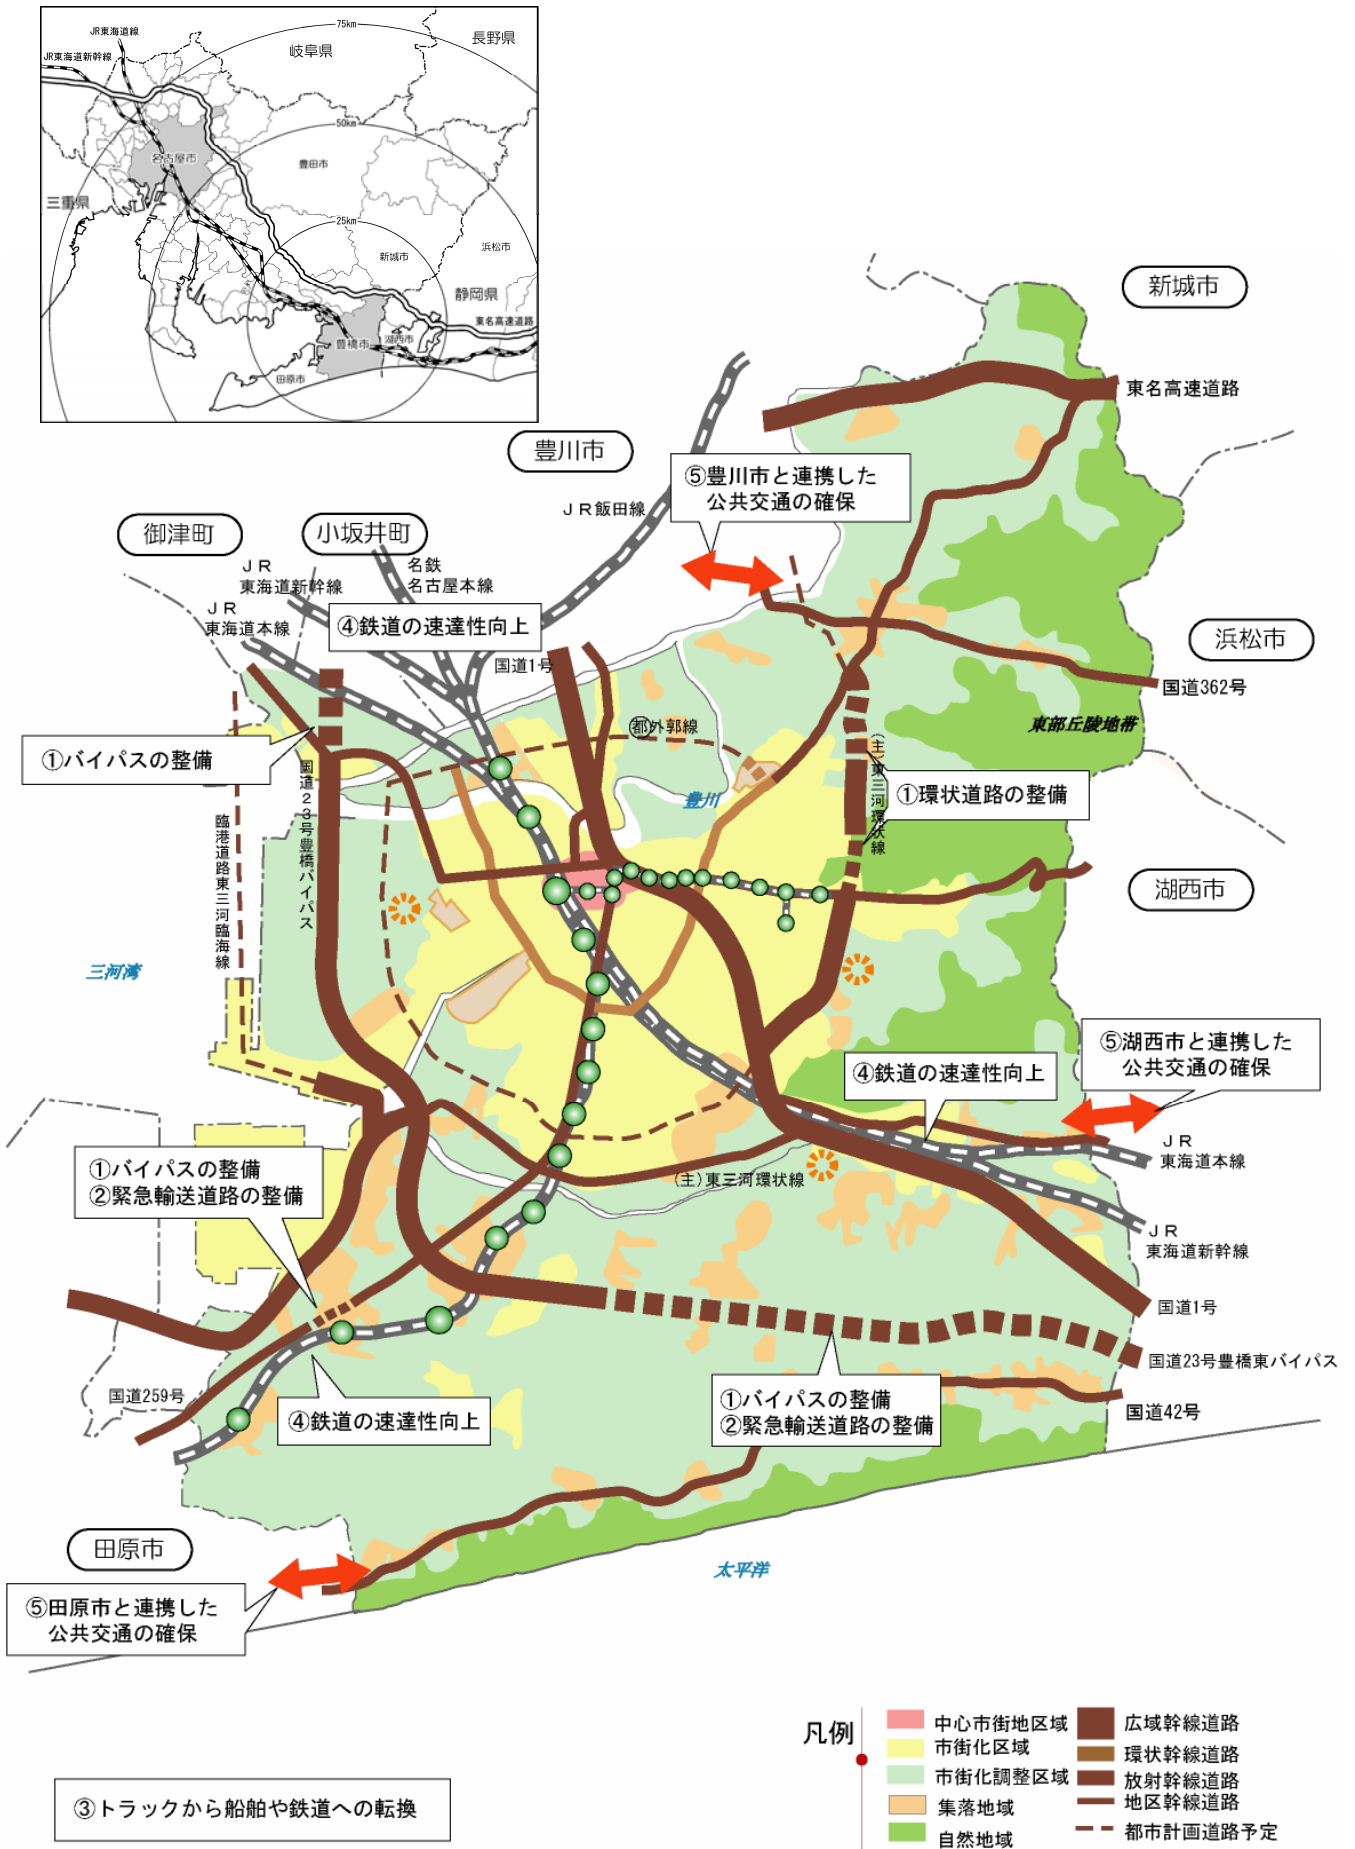 JR東海道線
75km
長野県
岐阜県
JR東海道新幹線
50km
名古屋市
豊田市
三重県
25km
浜松市
新城市
静岡県
東名高速道路
豊橋市
湖西市
田原市
新城市
東名高速道路
豊川市
⑤豊川市と連携した
公共交通の確保
JR飯田線
御津町
小坂井町
JR
東海道新幹線
名鉄
名古屋本線
JR
東海道本線
④鉄道の速達性向上
国道1号
浜松市
国道362号
東部丘陵地帯
都外郭線
(主)東三河環状線
①バイパスの整備
国道23号豊橋バイパス
豊川
①環状道路の整備
臨港道路東三河臨海線
湖西市
三河湾
⑤湖西市と連携した
公共交通の確保
④鉄道の速達性向上
JR
東海道本線
①バイパスの整備
②緊急輸送道路の整備
(主)東三河環状線
JR
東海道新幹線
国道1号
国道23号豊橋東バイパス
国道259号
④鉄道の速達性向上
①バイパスの整備
②緊急輸送道路の整備
国道42号
田原市
太平洋
⑤田原市と連携した
公共交通の確保
凡例
中心市街地区域
市街化区域
市街化調整区域
集落地域
自然地域
広域幹線道路
環状幹線道路
放射幹線道路
地区幹線道路
都市計画道路予定
③トラックから船舶や鉄道への転換